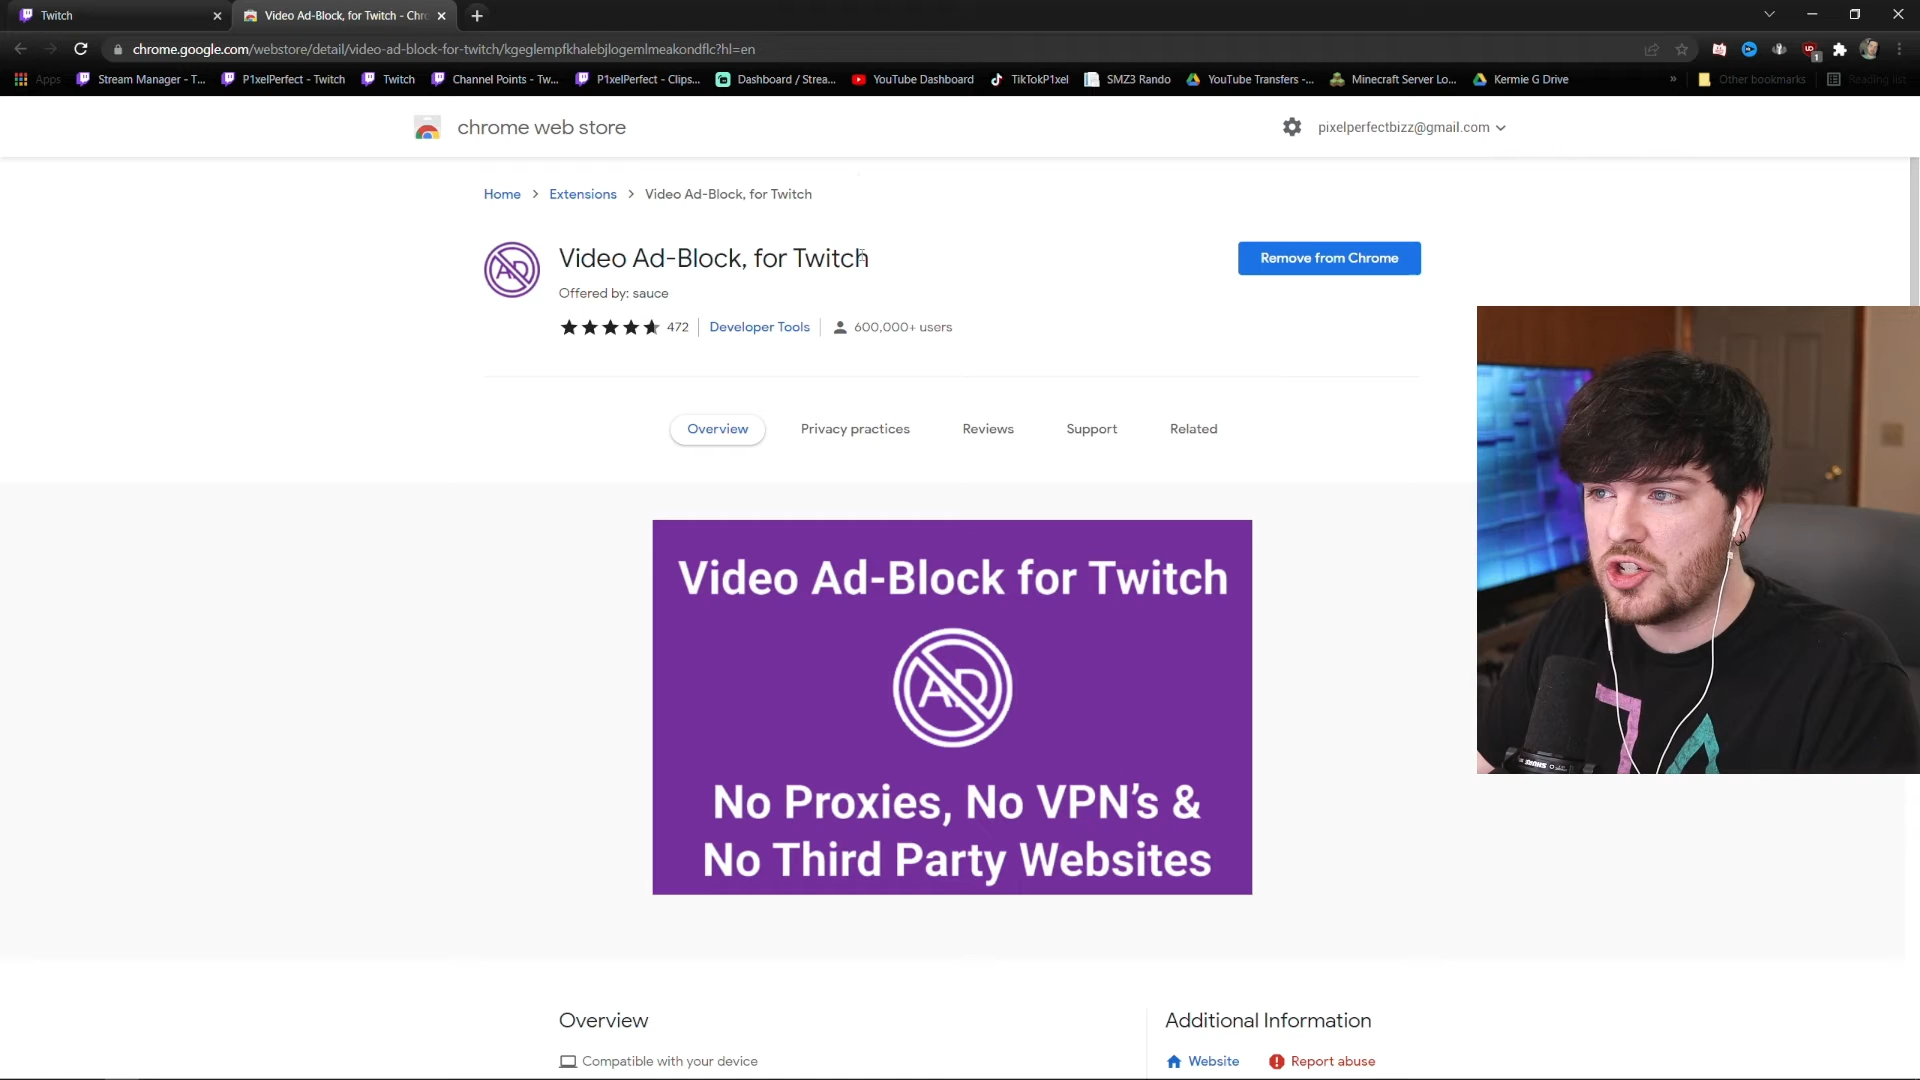 Twitch
Video Ad-Block, for Twitch - Chr
chrome.google.com/webstore/detail/video-ad-block-for-twitch/kgeglempfkhalebjlogemlmeakondflc?hl=en
Apps
Stream Manager - T...
P1xelPerfect - Twitch
Twitch
Channel Points - Tw...
P1xelPerfect - Clips...
Dashboard / Strea...
YouTube Dashboard
TikTokP1xel
SMZ3 Rando
YouTube Transfers -...
Minecraft Server Lo...
Kermie G Drive
»
Other bookmarks
Reading list
chrome web store
pixelperfectbizz@gmail.com
Home > Extensions > Video Ad-Block, for Twitch
Video Ad-Block, for Twitch
Remove from Chrome
Offered by: sauce
472
Developer Tools
600,000+ users
Overview
Privacy practices
Reviews
Support
Related
Video Ad-Block for Twitch
AD
No Proxies, No VPN's &
No Third Party Websites
SHURE
Overview
Additional Information
Compatible with your device
Website
Report abuse